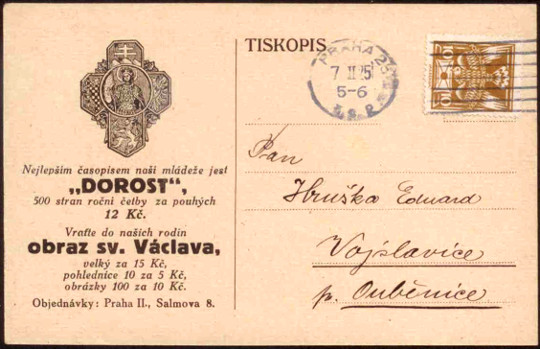 Nejlepším časopisem naší mládeže jest
„DOROST“,
500 stran roční četby za pouhých
12 Kč.
Vraťte do našich rodin
obraz sv. Václava,
velký za 15 Kč,
pohlednice 10 za 5 Kč,
obrázky 100 za 10 Kč.
Objednávky: Praha II., Salmova 8.
TISKOPIS
PRAHA 25
7 II 25
5-6
Č.S.P.
10 10
Pan
Hruška Eduard
Vojslavice
p. Ouběnice